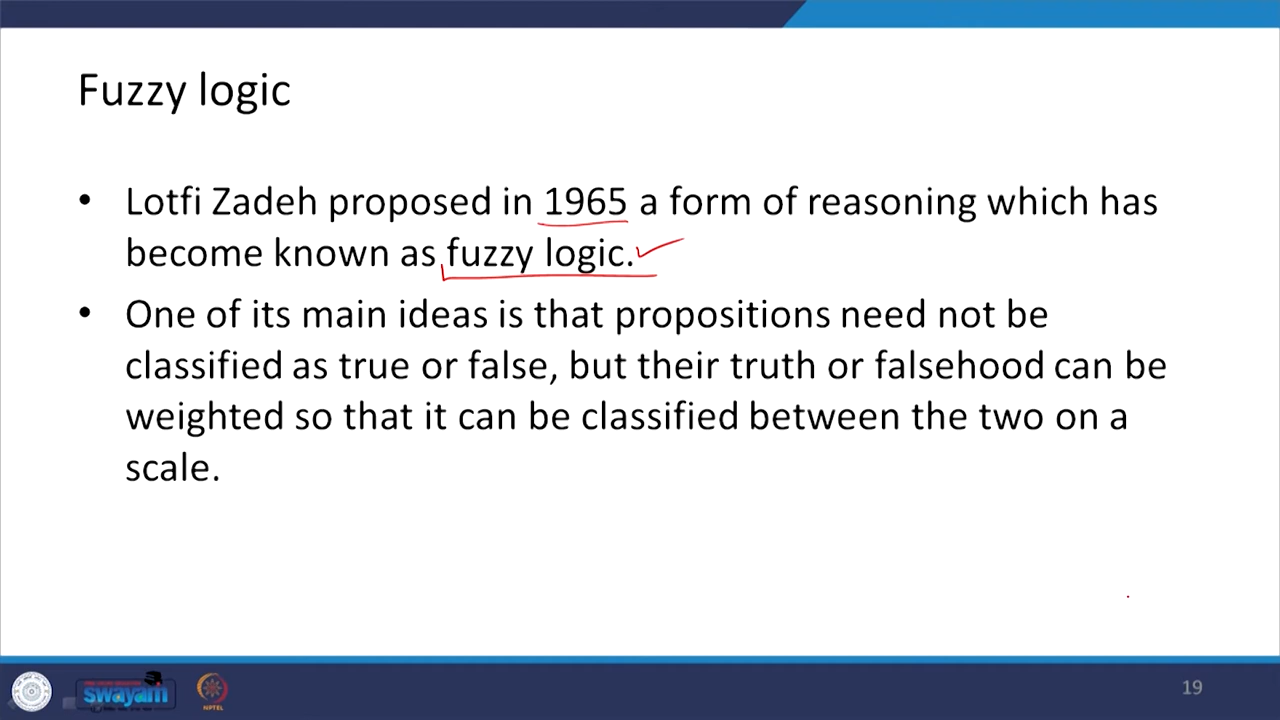 Fuzzy logic
• Lotfi Zadeh proposed in 1965 a form of reasoning which has
become known as fuzzy logic.
• One of its main ideas is that propositions need not be
classified as true or false, but their truth or falsehood can be
weighted so that it can be classified between the two on a
scale.
swayam
NPTEL
19